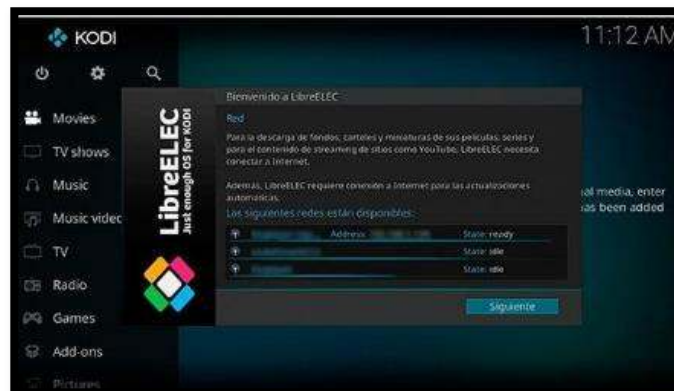 KODI
11:12 AM
Movies
TV shows
Music
Music videc
TV
Radio
Games
Add-ons
Pictures
LibreELEC
Just enough OS for KODI
Bienvenido a LibreELEC
Red
Para la descarga de fondos, carteles y miniaturas de sus películas, series y
para el contenido de streaming de sitios como YouTube, LibreELEC necesita
conectar a Internet.
Además, LibreELEC requiere conexión a Internet para las actualizaciones
automáticas.
Las siguientes redes están disponibles:
Address: State: ready
State: idle
State: idle
Siguiente
nal media, enter
has been added